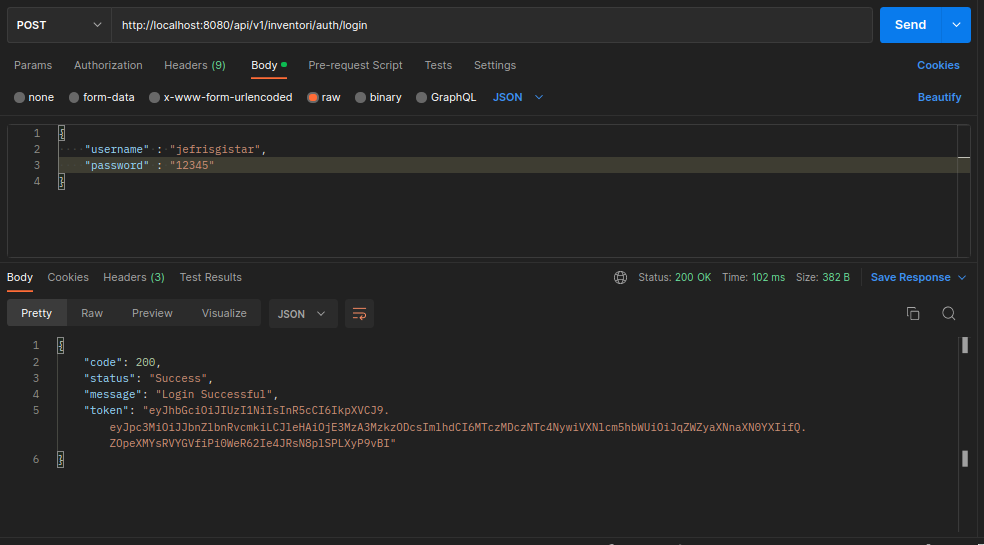 POST http://localhost:8080/api/v1/inventori/auth/login Send
Params Authorization Headers (9) Body Pre-request Script Tests Settings Cookies
none form-data x-www-form-urlencoded raw binary GraphQL JSON Beautify
1 {
2 "username" : "jefrisgistar",
3 "password" : "12345"
4 }
Body Cookies Headers (3) Test Results Status: 200 OK Time: 102 ms Size: 382 B Save Response
Pretty Raw Preview Visualize JSON
1 {
2 "code": 200,
3 "status": "Success",
4 "message": "Login Successful",
5 "token": "eyJhbGciOiJIUzI1NiIsInR5cCI6IkpXVCJ9.
eyJpc3MiOiJJbnZlbnRvcmkiLCJleHAiOjE3MzA3MzkzODcsImlhdCI6MTczMDczNTc4NywiVXNlcm5hbWUiOiJqZWZyaXNnaXN0YXIifQ.
ZOpeXMYsRVYGVfiPi0WeR62Ie4JRsN8plSPLXyP9vBI"
6 }